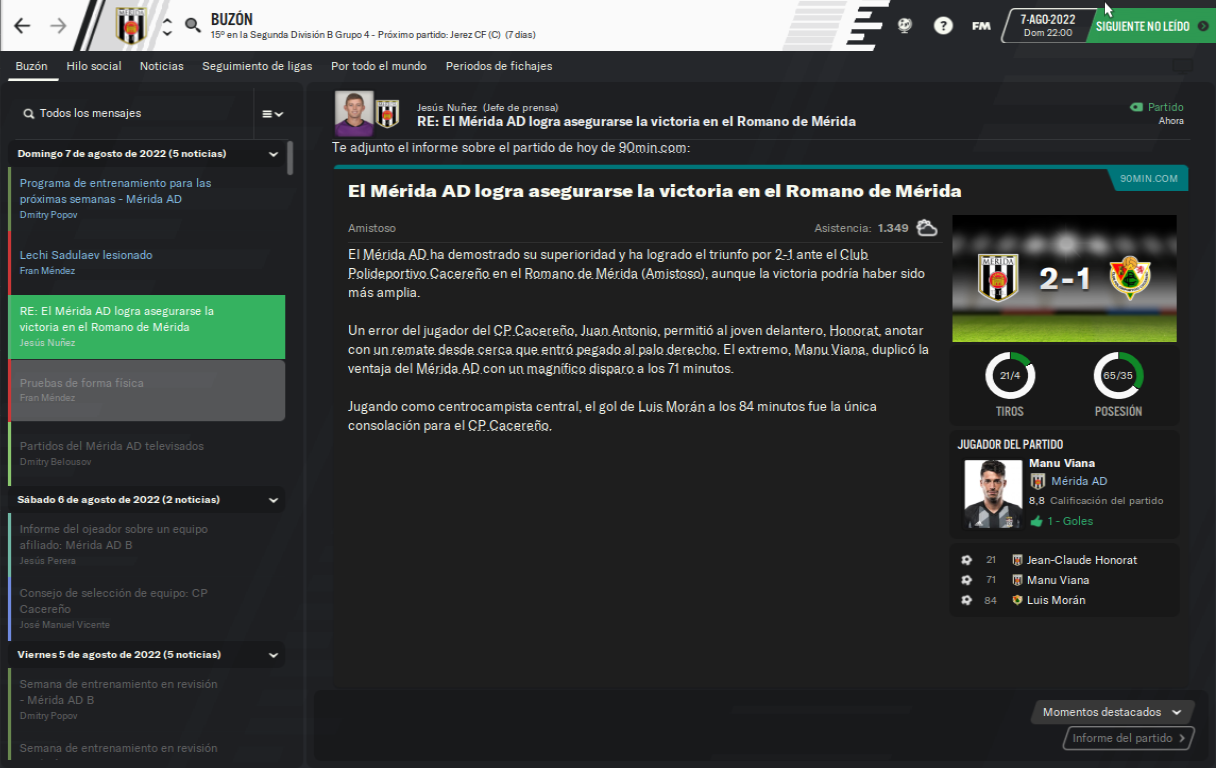 BUZÓN
15º en la Segunda División B Grupo 4 - Próximo partido: Jerez CF (C) (7 días)
?
FM
7-AGO-2022
Dom 22:00
SIGUIENTE NO LEÍDO
Buzón
Hilo social
Noticias
Seguimiento de ligas
Por todo el mundo
Periodos de fichajes
Todos los mensajes
Domingo 7 de agosto de 2022 (5 noticias)
Programa de entrenamiento para las
próximas semanas - Mérida AD
Dmitry Popov
Lechi Sadulaev lesionado
Fran Méndez
RE: El Mérida AD logra asegurarse la
victoria en el Romano de Mérida
Jesús Nuñez
Pruebas de forma física
Fran Méndez
Partidos del Mérida AD televisados
Dmitry Belousov
Sábado 6 de agosto de 2022 (2 noticias)
Informe del ojeador sobre un equipo
afiliado: Mérida AD B
Jesús Perera
Consejo de selección de equipo: CP
Cacereño
José Manuel Vicente
Viernes 5 de agosto de 2022 (5 noticias)
Semana de entrenamiento en revisión
- Mérida AD B
Dmitry Popov
Semana de entrenamiento en revisión
Jesús Nuñez (Jefe de prensa)
RE: El Mérida AD logra asegurarse la victoria en el Romano de Mérida
Partido
Ahora
Te adjunto el informe sobre el partido de hoy de 90min.com:
90MIN.COM
El Mérida AD logra asegurarse la victoria en el Romano de Mérida
Amistoso
Asistencia: 1.349
El Mérida AD ha demostrado su superioridad y ha logrado el triunfo por 2-1 ante el Club
Polideportivo Cacereño en el Romano de Mérida (Amistoso), aunque la victoria podría haber sido
más amplia.
Un error del jugador del CP Cacereño, Juan Antonio, permitió al joven delantero, Honorat, anotar
con un remate desde cerca que entró pegado al palo derecho. El extremo, Manu Viana, duplicó la
ventaja del Mérida AD con un magnífico disparo a los 71 minutos.
Jugando como centrocampista central, el gol de Luis Morán a los 84 minutos fue la única
consolación para el CP Cacereño.
2-1
21/4
TIROS
65/35
POSESIÓN
JUGADOR DEL PARTIDO
Manu Viana
Mérida AD
8,8 Calificación del partido
1 - Goles
21 Jean-Claude Honorat
71 Manu Viana
84 Luis Morán
Momentos destacados
Informe del partido